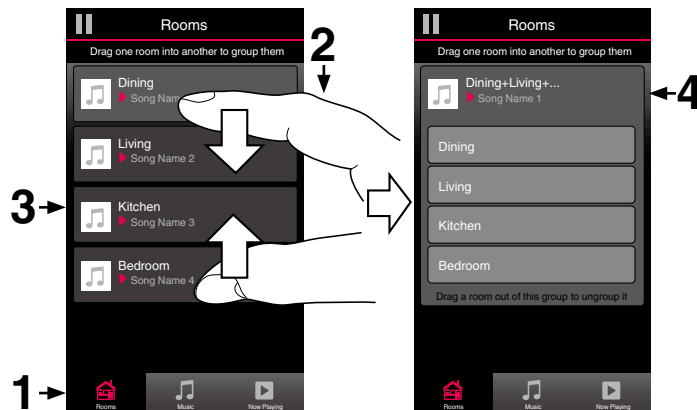 Rooms
Drag one room into another to group them
2
Dining
Song Nam
Living
Song Name 2
3
Kitchen
Song Name 3
Bedroom
Song Name 4
1
Rooms
Music
Now Playing
Rooms
Drag one room into another to group them
Dining+Living+...
Song Name 1
4
Dining
Living
Kitchen
Bedroom
Drag a room out of this group to ungroup it
Rooms
Music
Now Playing